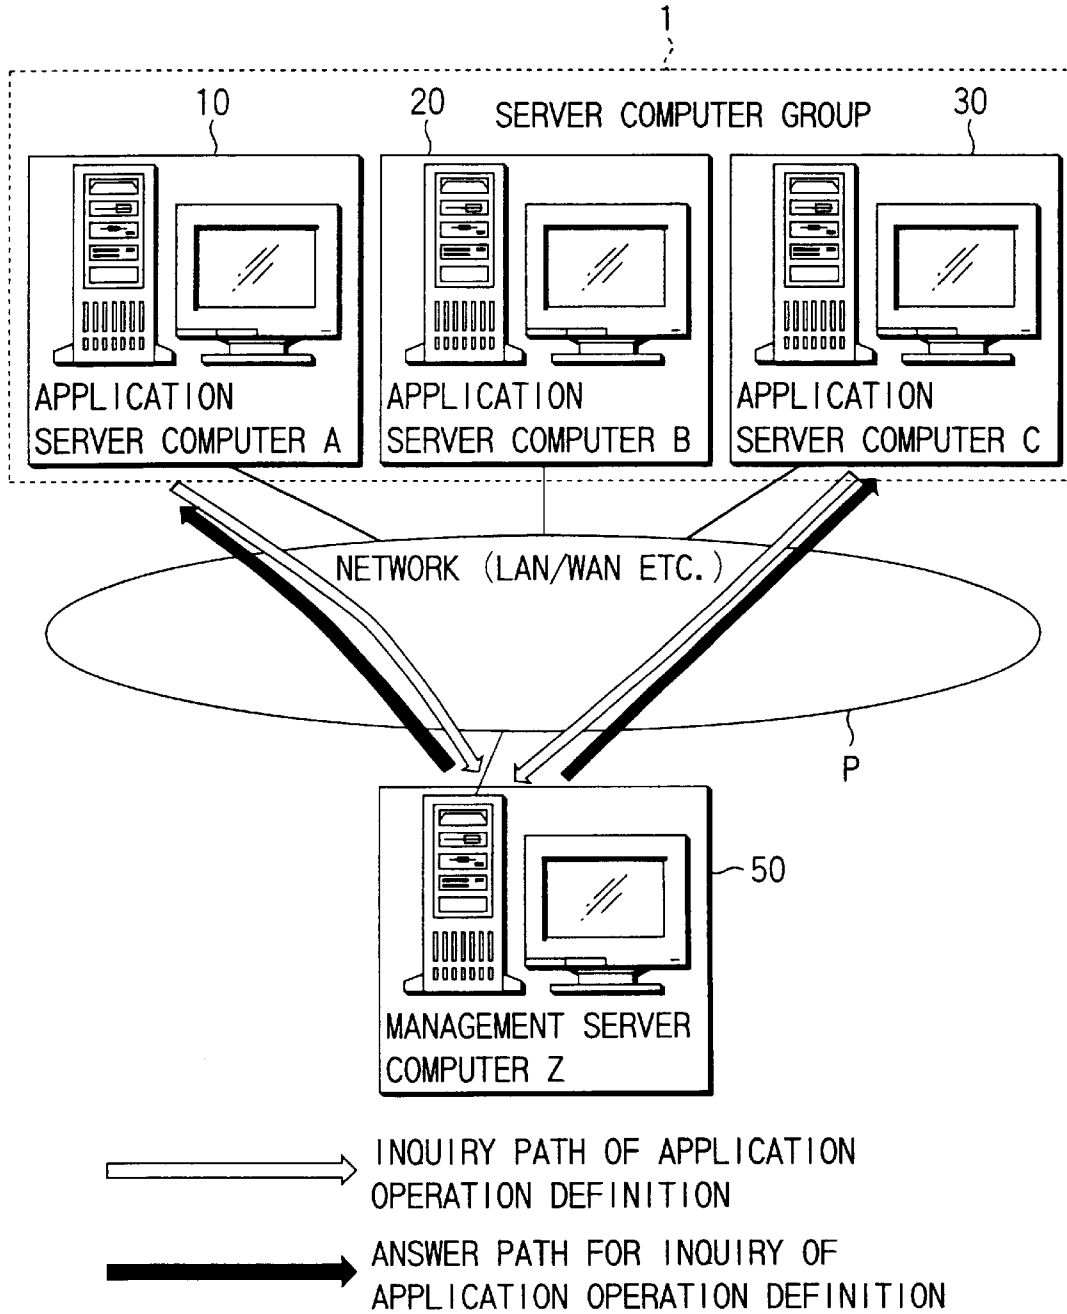 1
10
20
SERVER COMPUTER GROUP
30
APPLICATION
SERVER COMPUTER A
APPLICATION
SERVER COMPUTER B
APPLICATION
SERVER COMPUTER C
NETWORK (LAN/WAN ETC.)
P
50
MANAGEMENT SERVER
COMPUTER Z
INQUIRY PATH OF APPLICATION
OPERATION DEFINITION
ANSWER PATH FOR INQUIRY OF
APPLICATION OPERATION DEFINITION